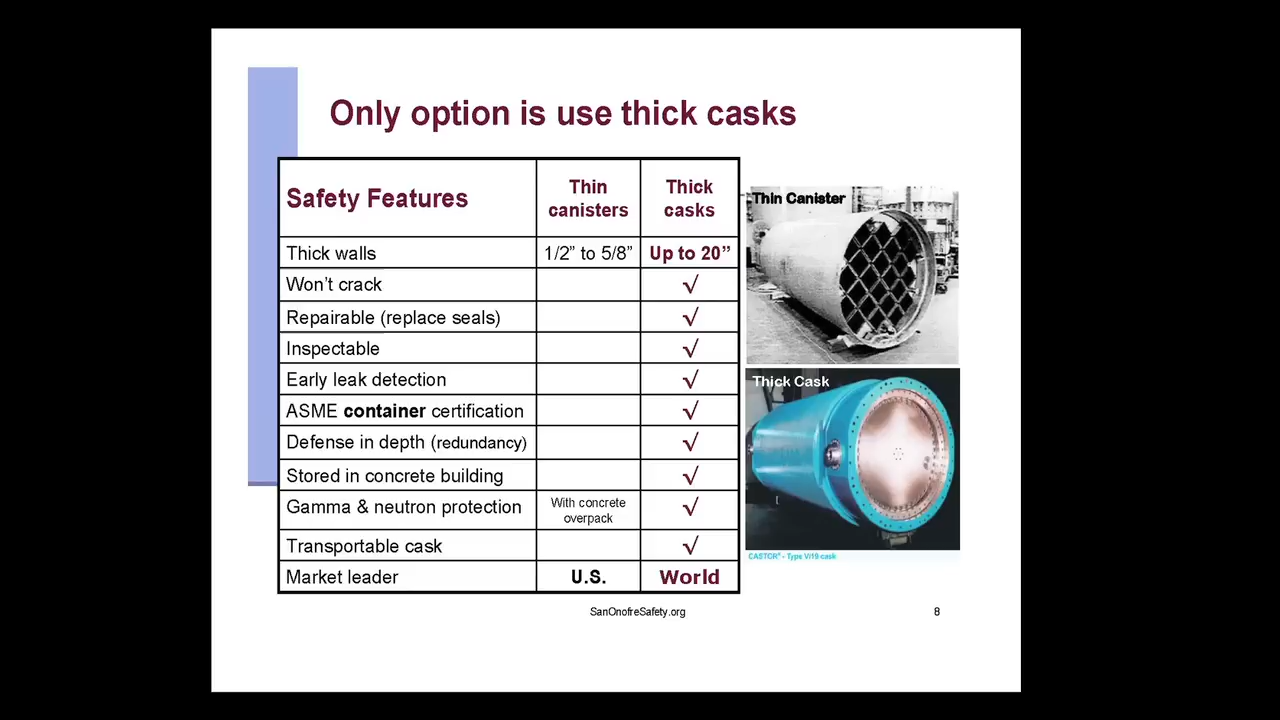 Only option is use thick casks
Safety Features
Thin
canisters
Thick
casks
Thick walls
1/2” to 5/8”
Up to 20”
Won’t crack
√
Repairable (replace seals)
√
Inspectable
√
Early leak detection
√
ASME container certification
√
Defense in depth (redundancy)
√
Stored in concrete building
√
Gamma & neutron protection
With concrete
overpack
√
Transportable cask
√
Market leader
U.S.
World
Thin Canister
Thick Cask
CASTOR® - Type V/19 cask
SanOnofreSafety.org
8